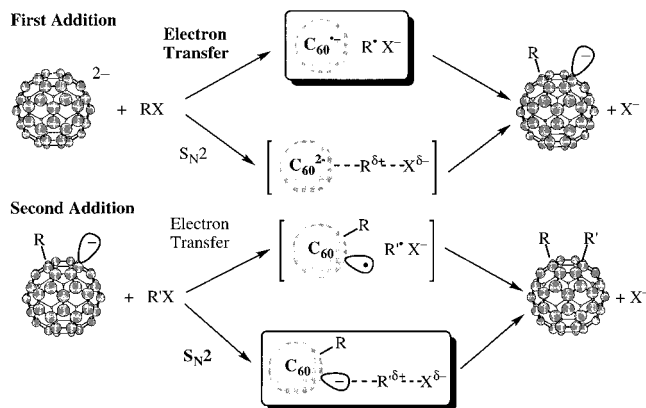 First Addition
Electron
Transfer
C60•− R• X−
2−
+ RX
R −
+ X−
SN2
C60 2- Rδ+ Xδ−
Second Addition
Electron
Transfer
R
C60 • R'• X−
R −
+ R'X
R R'
+ X−
SN2
R
C60 − R'δ+ Xδ−